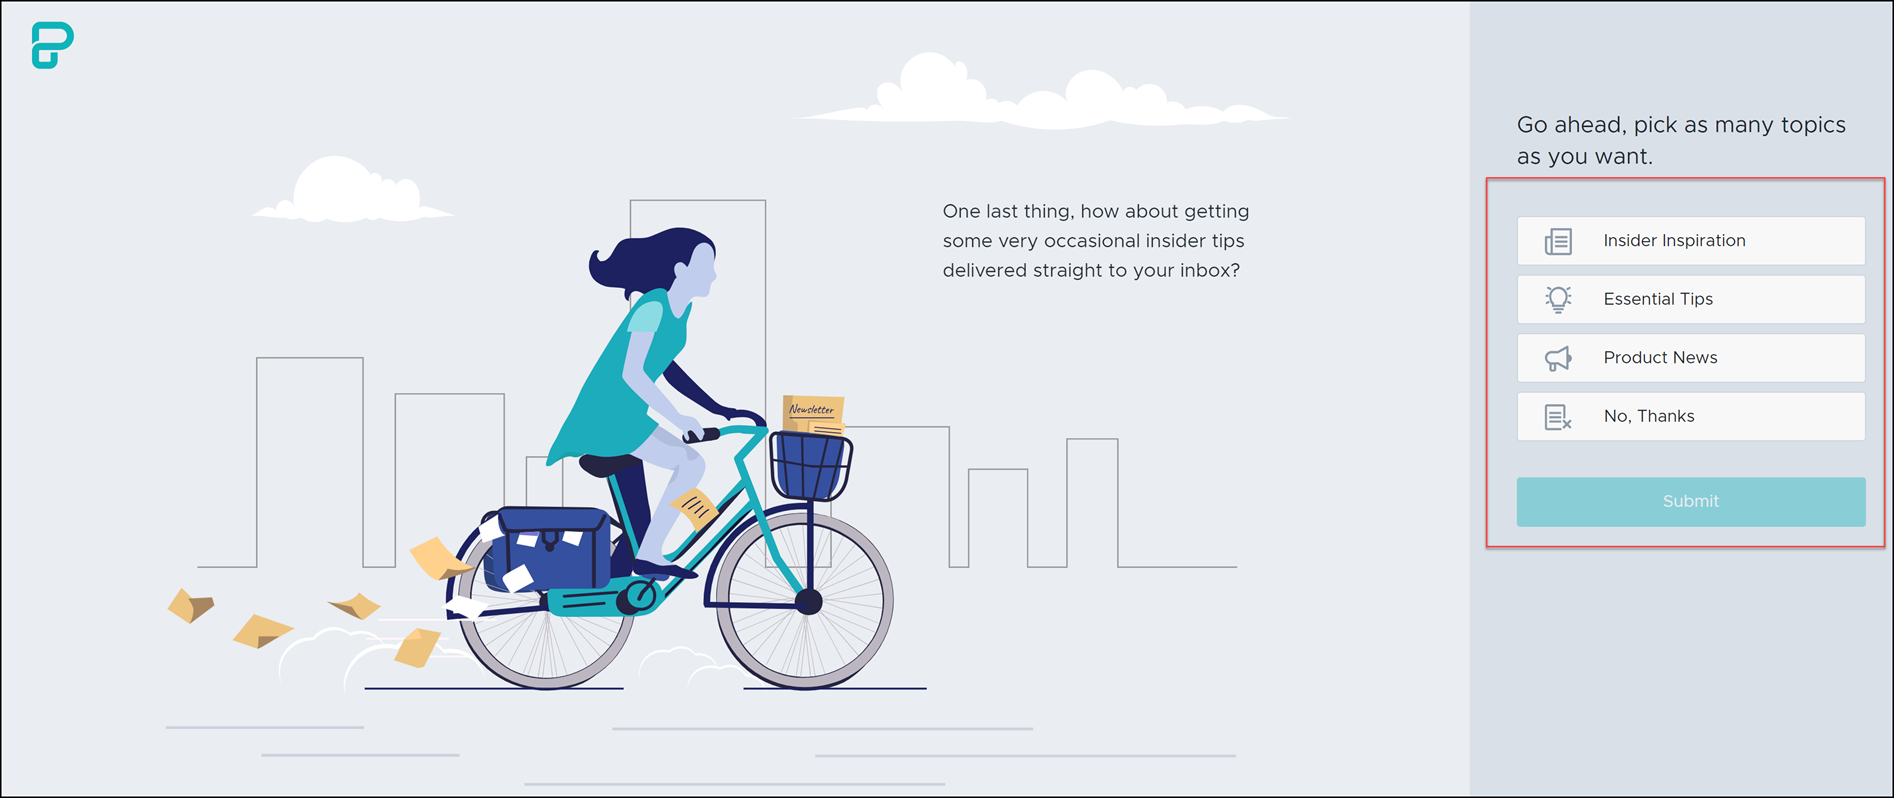 One last thing, how about getting
some very occasional insider tips
delivered straight to your inbox?
Newsletter
Go ahead, pick as many topics
as you want.
Insider Inspiration
Essential Tips
Product News
No, Thanks
Submit